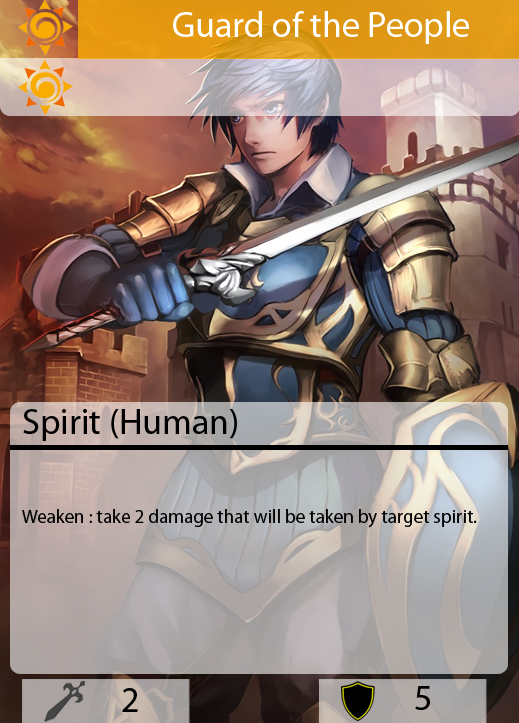 Guard of the People
Spirit (Human)
Weaken : take 2 damage that will be taken by target spirit.
2
5